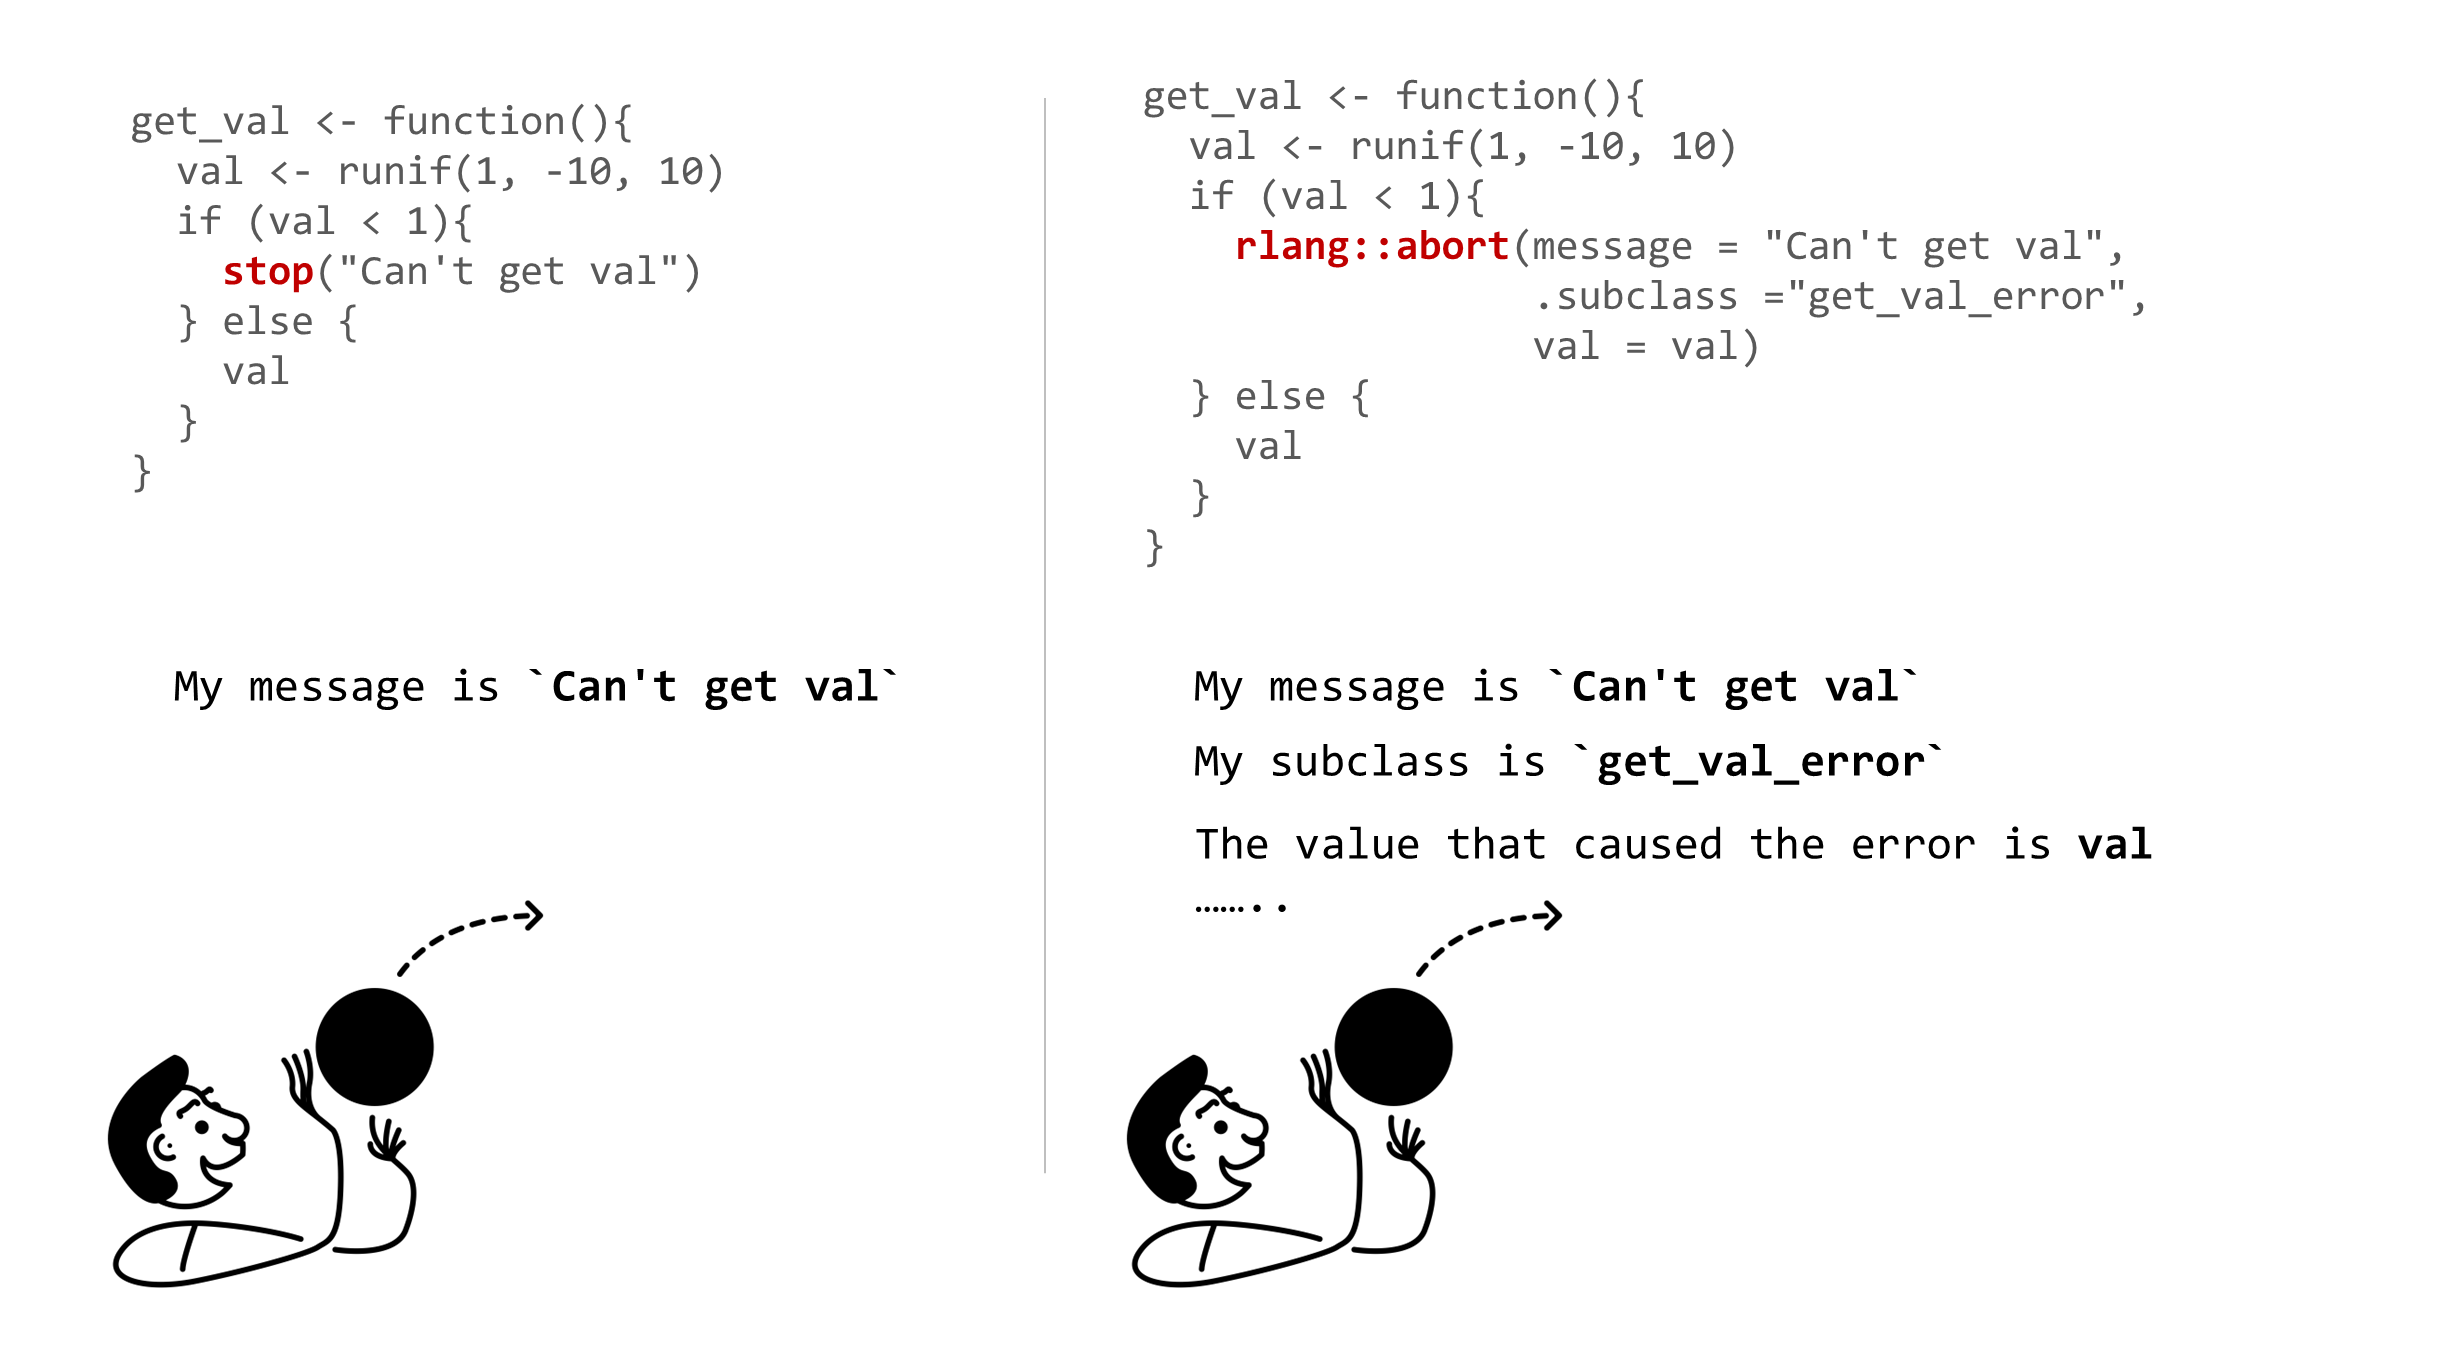 get_val <- function(){
  val <- runif(1, -10, 10)
  if (val < 1){
    stop("Can't get val")
  } else {
    val
  }
}
My message is `Can't get val`
get_val <- function(){
  val <- runif(1, -10, 10)
  if (val < 1){
    rlang::abort(message = "Can't get val",
                 .subclass ="get_val_error",
                 val = val)
  } else {
    val
  }
}
My message is `Can't get val`
My subclass is `get_val_error`
The value that caused the error is val
……..